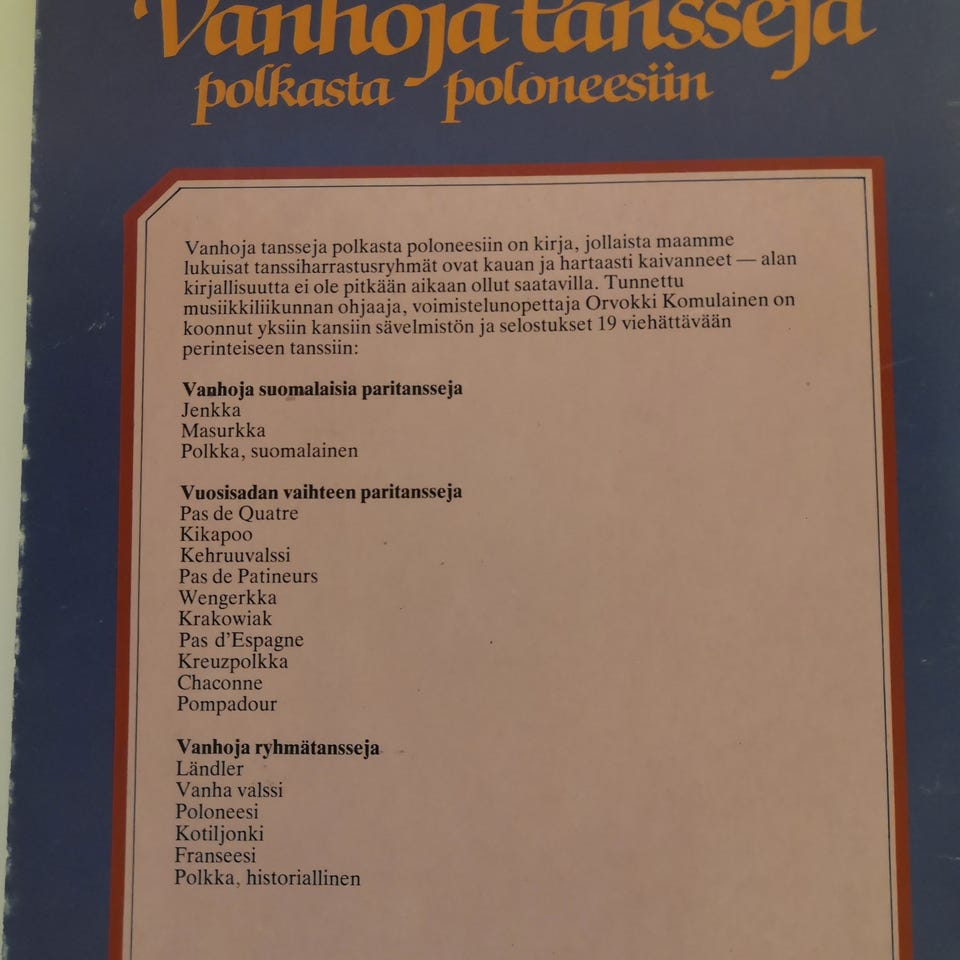 Vanhoja tansseja
polkasta poloneesiin
Vanhoja tansseja polkasta poloneesiin on kirja, jollaista maamme
lukuisat tanssiharrastusryhmät ovat kauan ja hartaasti kaivanneet — alan
kirjallisuutta ei ole pitkään aikaan ollut saatavilla. Tunnettu
musiikkiliikunnan ohjaaja, voimistelunopettaja Orvokki Komulainen on
koonnut yksiin kansiin sävelmistön ja selostukset 19 viehättävään
perinteiseen tanssiin:
Vanhoja suomalaisia paritansseja
Jenkka
Masurkka
Polkka, suomalainen
Vuosisadan vaihteen paritansseja
Pas de Quatre
Kikapoo
Kehruuvalssi
Pas de Patineurs
Wengerkka
Krakowiak
Pas d’Espagne
Kreuzpolkka
Chaconne
Pompadour
Vanhoja ryhmätansseja
Ländler
Vanha valssi
Poloneesi
Kotiljonki
Franseesi
Polkka, historiallinen